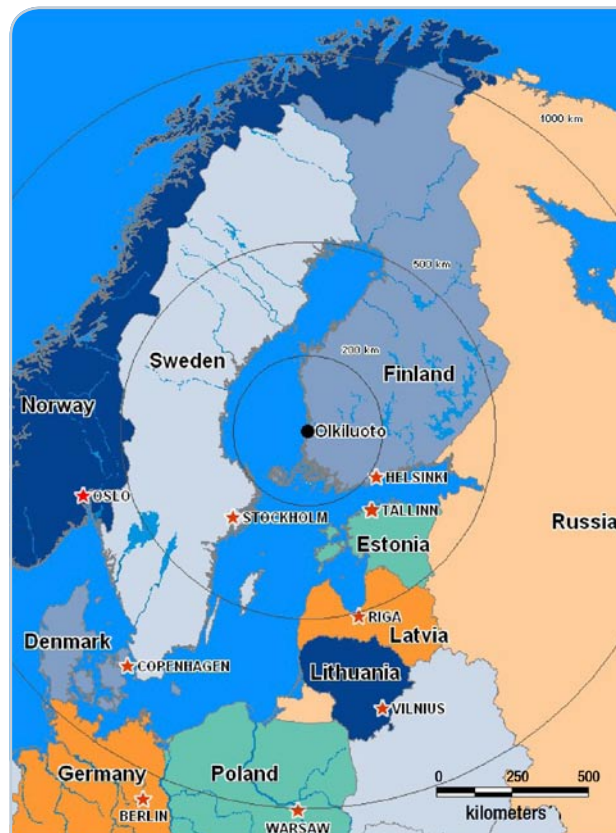 1000 km
500 km
200 km
Sweden
Finland
Norway
Olkiluoto
HELSINKI
OSLO
TALLINN
STOCKHOLM
Russia
Estonia
RIGA
Latvia
Denmark
COPENHAGEN
Lithuania
VILNIUS
Germany
Poland
BERLIN
WARSAW
0 250 500
kilometers